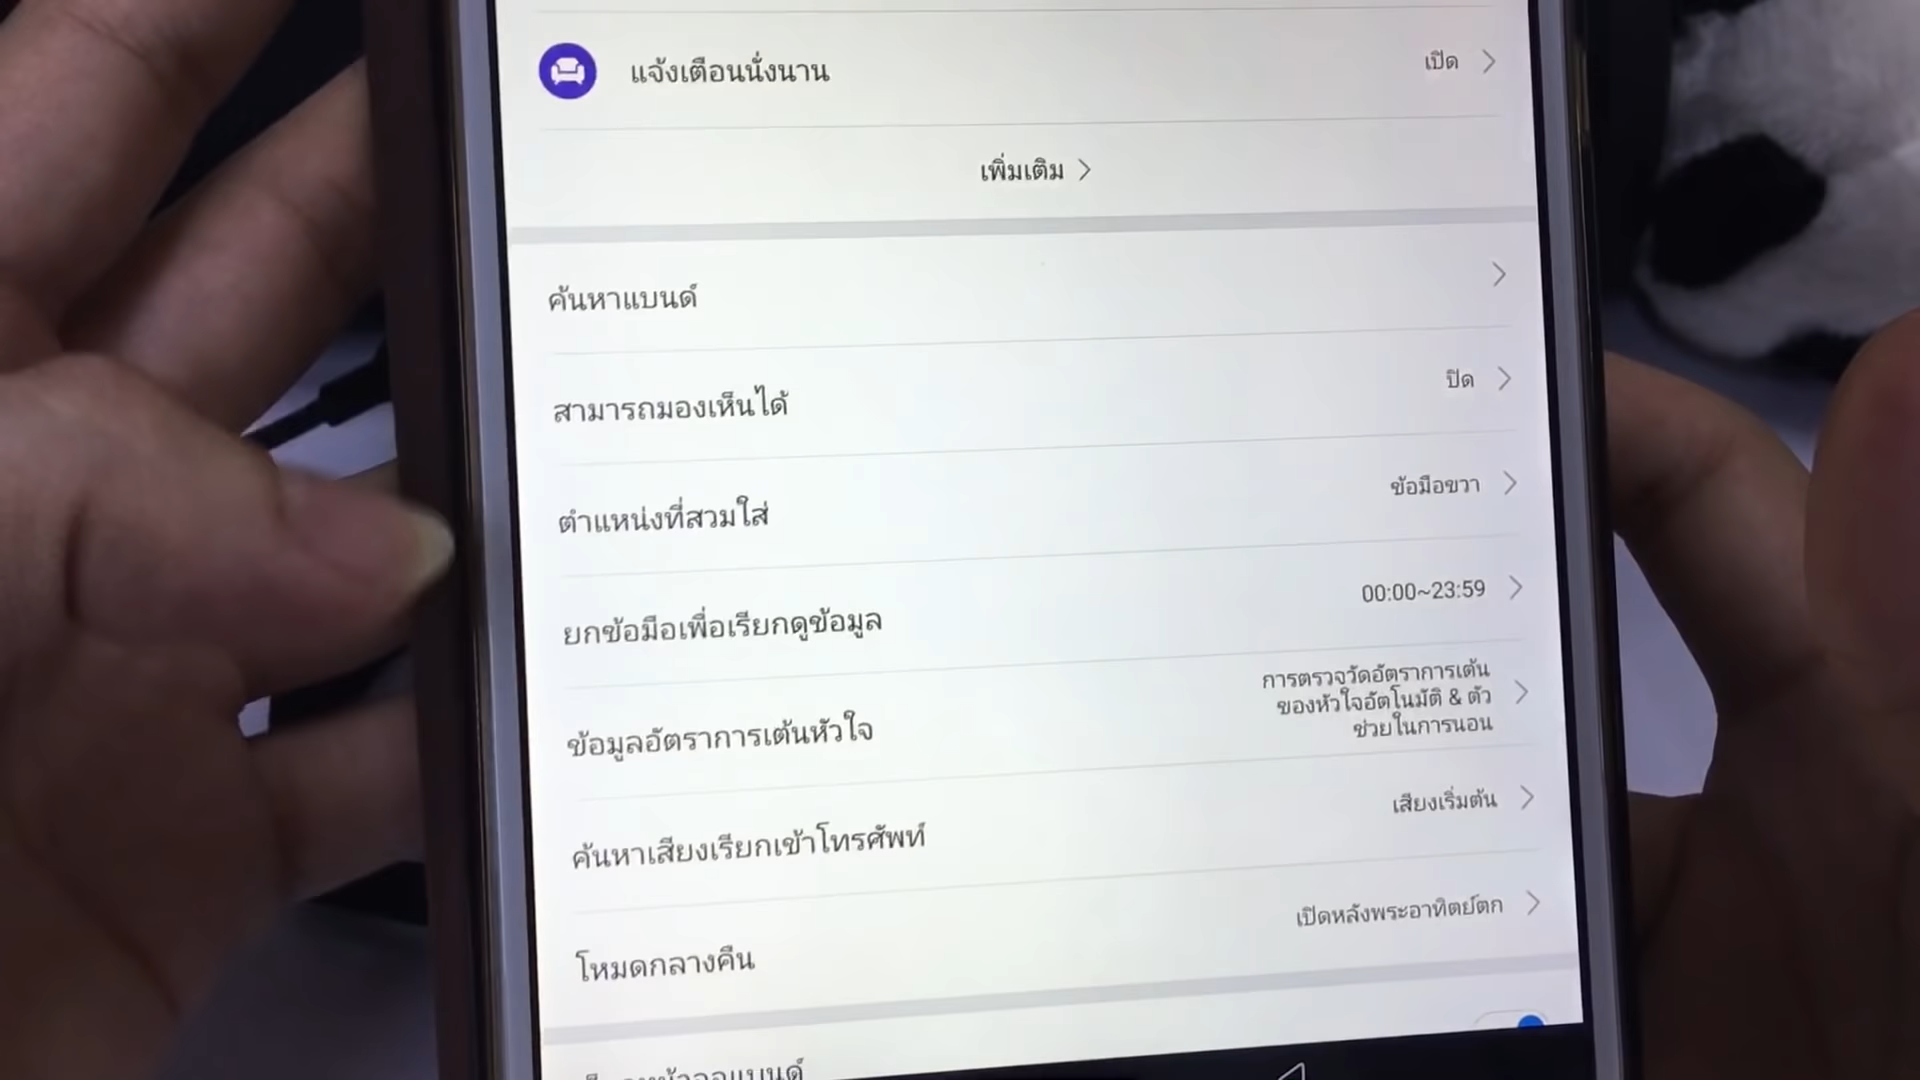 แจ้งเตือนนั่งนาน เปิด
เพิ่มเติม
ค้นหาแบนด์
สามารถมองเห็นได้ ปิด
ตำแหน่งที่สวมใส่ ข้อมือขวา
ยกข้อมือเพื่อเรียกดูข้อมูล 00:00~23:59
ข้อมูลอัตราการเต้นหัวใจ
การตรวจวัดอัตราการเต้น
ของหัวใจอัตโนมัติ & ตัว
ช่วยในการนอน
ค้นหาเสียงเรียกเข้าโทรศัพท์ เสียงเริ่มต้น
โหมดกลางคืน เปิดหลังพระอาทิตย์ตก